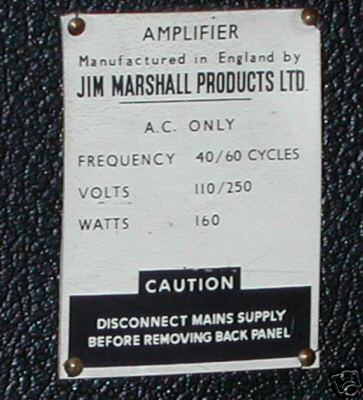 AMPLIFIER
Manufactured in England by
JIM MARSHALL PRODUCTS LTD.
A.C. ONLY
FREQUENCY 40/60 CYCLES
VOLTS 110/250
WATTS 160
CAUTION
DISCONNECT MAINS SUPPLY
BEFORE REMOVING BACK PANEL